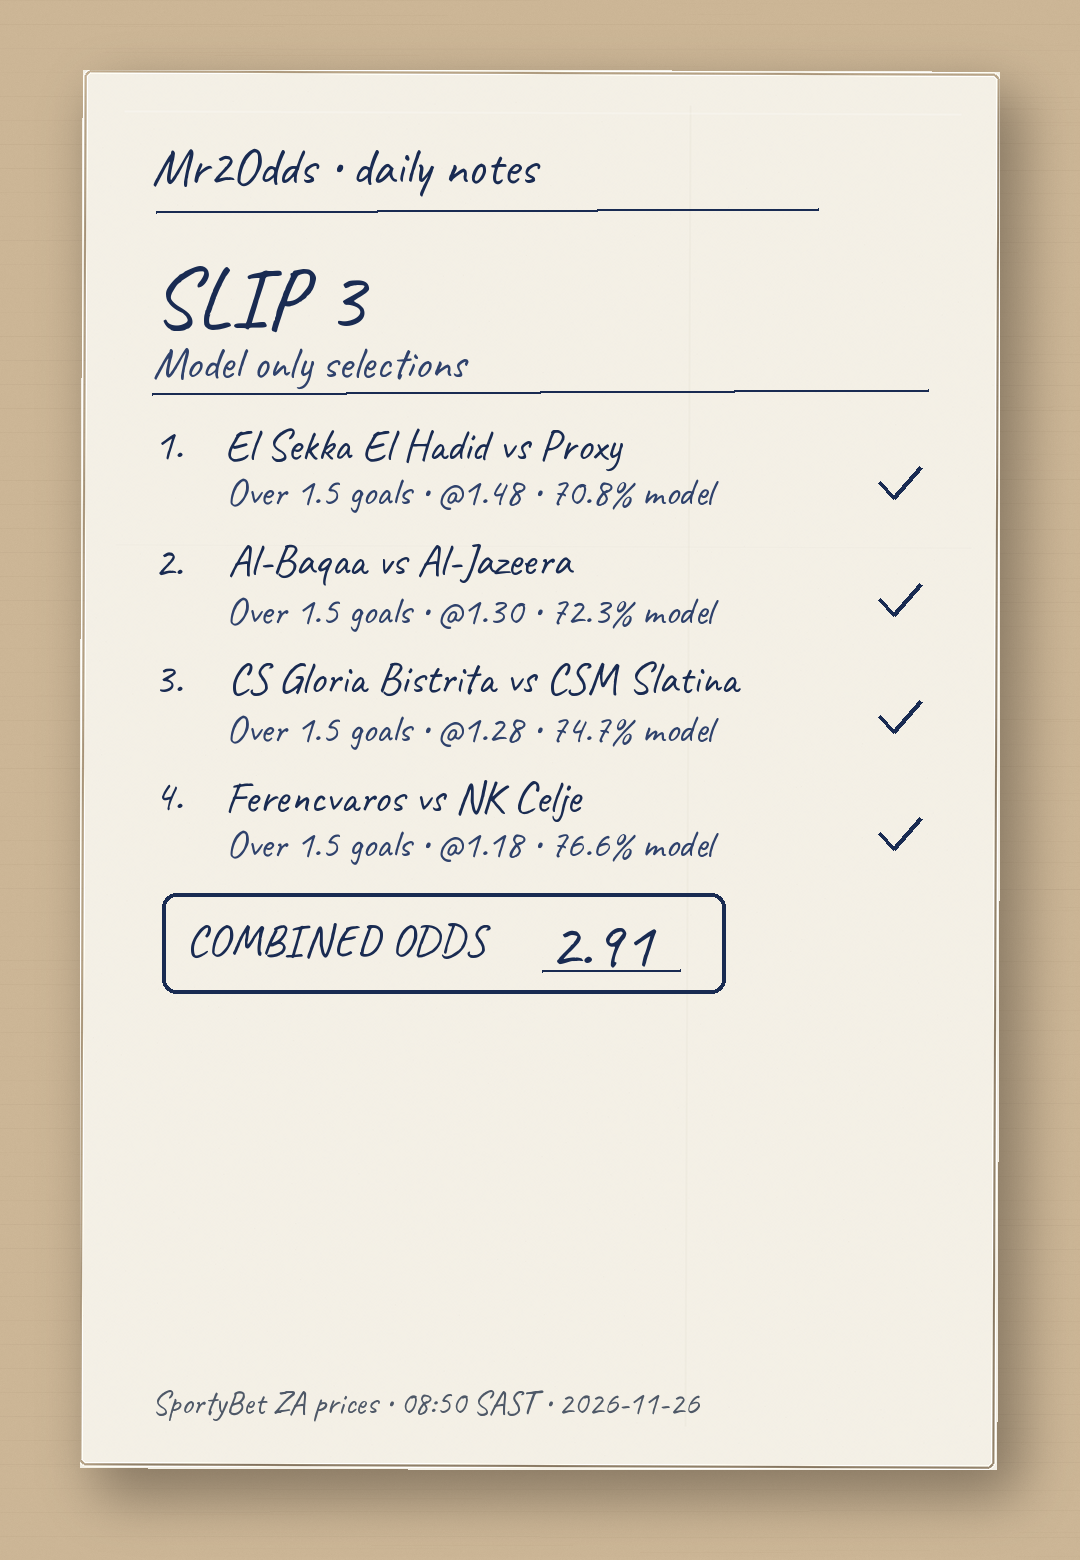 Mr2Odds · daily notes
SLIP 3
Model only selections
1. El Sekka El Hadid vs Proxy
Over 1.5 goals · @1.48 · 70.8% model
2. Al-Baqaa vs Al-Jazeera
Over 1.5 goals · @1.30 · 72.3% model
3. CS Gloria Bistrita vs CSM Slatina
Over 1.5 goals · @1.28 · 74.7% model
4. Ferencvaros vs NK Celje
Over 1.5 goals · @1.18 · 76.6% model
COMBINED ODDS 2.91
SportyBet ZA prices · 08:50 SAST · 2026-11-26